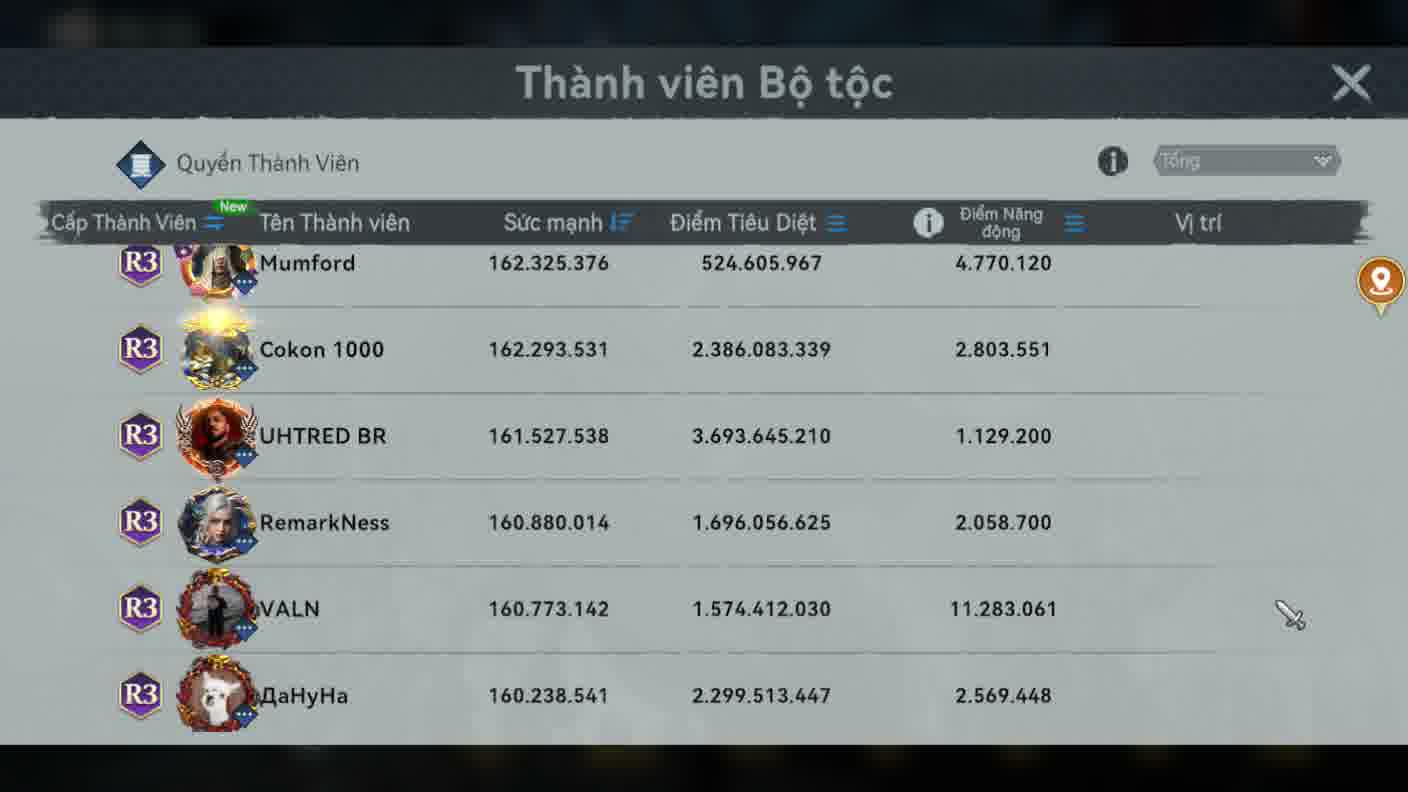 Thành viên Bộ tộc
Quyển Thành Viên
Tổng
Cấp Thành Viên New Tên Thành viên Sức mạnh Điểm Tiêu Diệt Điểm Năng động Vị trí
R3 Mumford 162.325.376 524.605.967 4.770.120
R3 Cokon 1000 162.293.531 2.386.083.339 2.803.551
R3 UHTRED BR 161.527.538 3.693.645.210 1.129.200
R3 RemarkNess 160.880.014 1.696.056.625 2.058.700
R3 VALN 160.773.142 1.574.412.030 11.283.061
R3 ДаНуНа 160.238.541 2.299.513.447 2.569.448